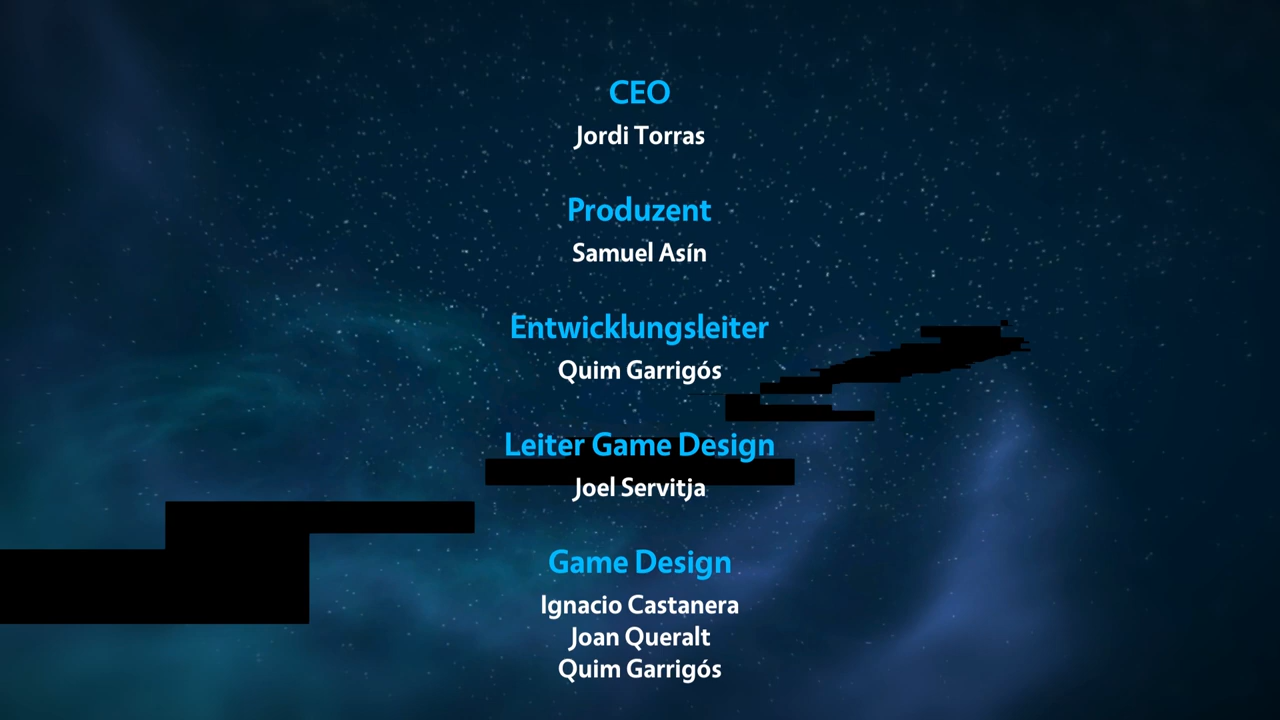 CEO
Jordi Torras
Produzent
Samuel Asín
Entwicklungsleiter
Quim Garrigós
Leiter Game Design
Joel Servitja
Game Design
Ignacio Castanera
Joan Queralt
Quim Garrigós